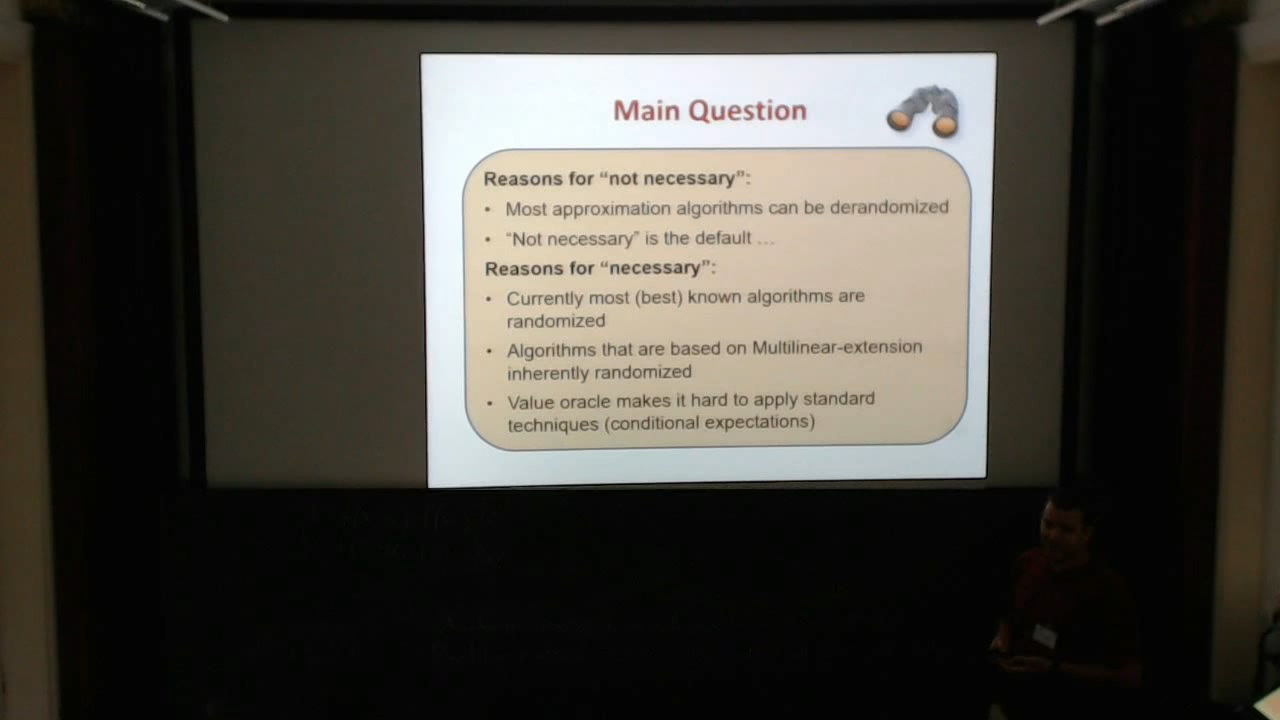 Main Question
Reasons for “not necessary”:
• Most approximation algorithms can be derandomized
• “Not necessary” is the default …
Reasons for “necessary”:
• Currently most (best) known algorithms are
randomized
• Algorithms that are based on Multilinear-extension
inherently randomized
• Value oracle makes it hard to apply standard
techniques (conditional expectations)